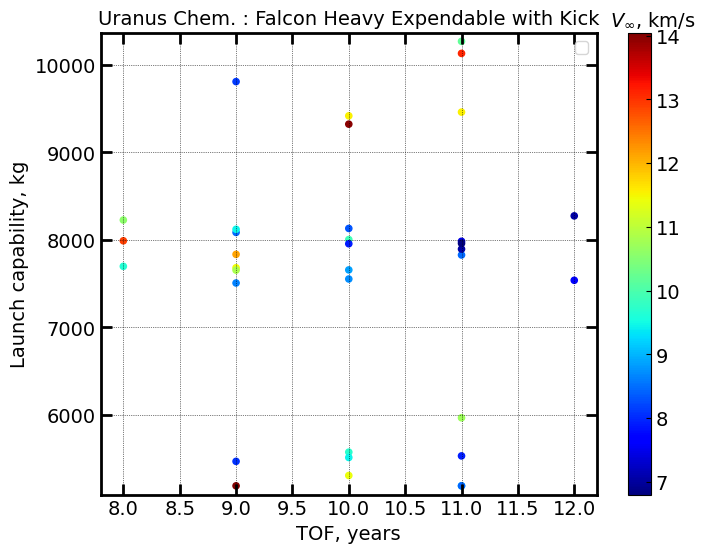 Uranus Chem. : Falcon Heavy Expendable with Kick
V∞, km/s
Launch capability, kg
10000
9000
8000
7000
6000
8.0 8.5 9.0 9.5 10.0 10.5 11.0 11.5 12.0
TOF, years
14
13
12
11
10
9
8
7